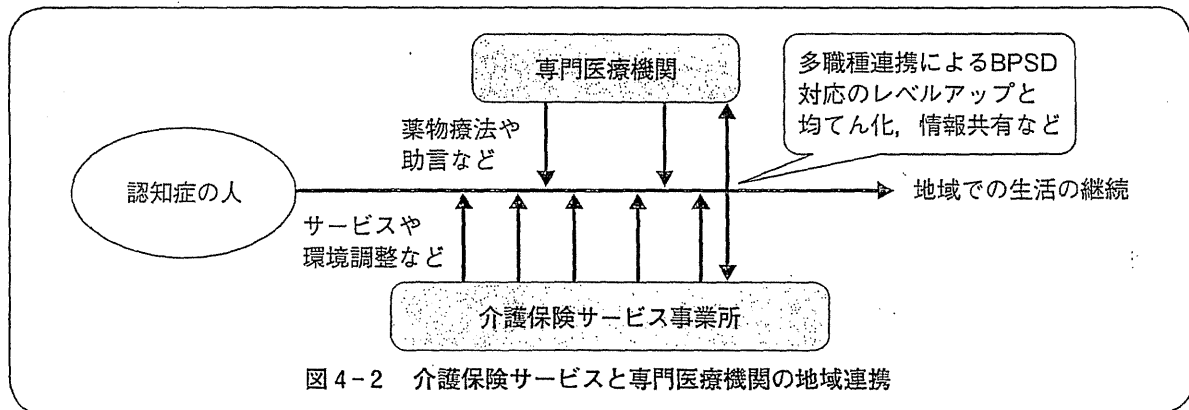 専門医療機関
多職種連携によるBPSD
対応のレベルアップと
均てん化，情報共有など
薬物療法や
助言など
認知症の人
地域での生活の継続
サービスや
環境調整など
介護保険サービス事業所
図4-2　介護保険サービスと専門医療機関の地域連携